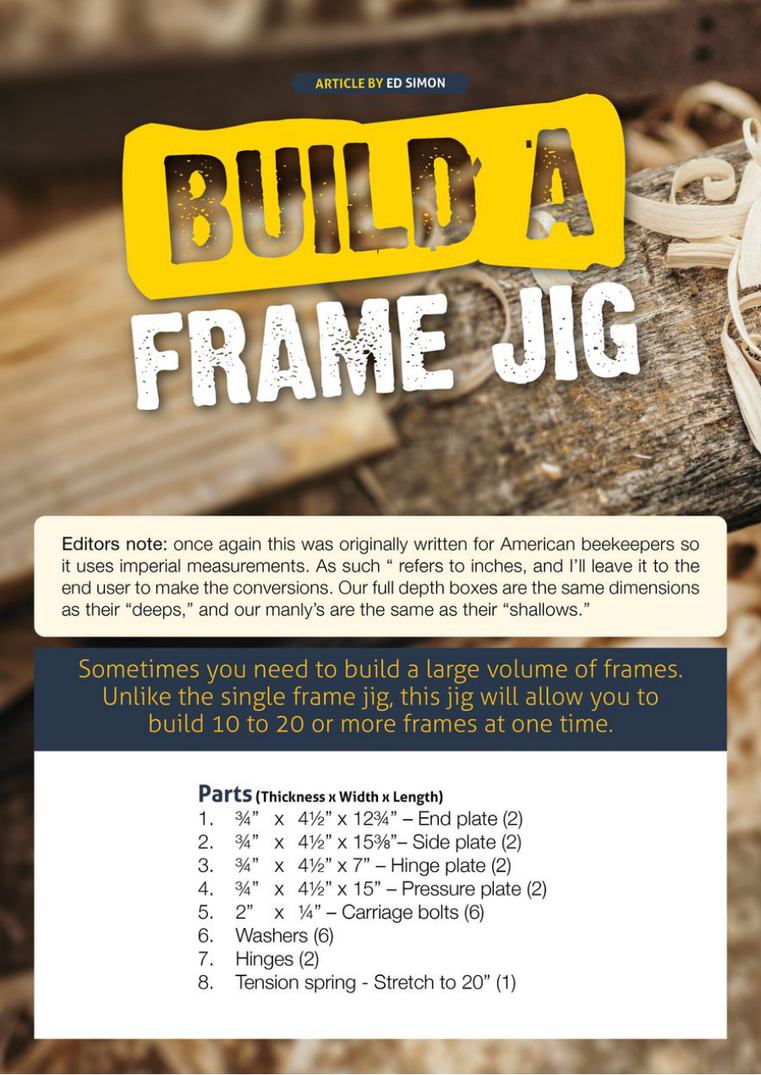 ARTICLE BY ED SIMON
BUILD A
FRAME JIG
Editors note: once again this was originally written for American beekeepers so
it uses imperial measurements. As such “ refers to inches, and I’ll leave it to the
end user to make the conversions. Our full depth boxes are the same dimensions
as their “deeps,” and our manly’s are the same as their “shallows.”
Sometimes you need to build a large volume of frames.
Unlike the single frame jig, this jig will allow you to
build 10 to 20 or more frames at one time.
Parts (Thickness x Width x Length)
1. ¾” x 4½” x 12¾” – End plate (2)
2. ¾” x 4½” x 15⅜”– Side plate (2)
3. ¾” x 4½” x 7” – Hinge plate (2)
4. ¾” x 4½” x 15” – Pressure plate (2)
5. 2” x ¼” – Carriage bolts (6)
6. Washers (6)
7. Hinges (2)
8. Tension spring - Stretch to 20” (1)